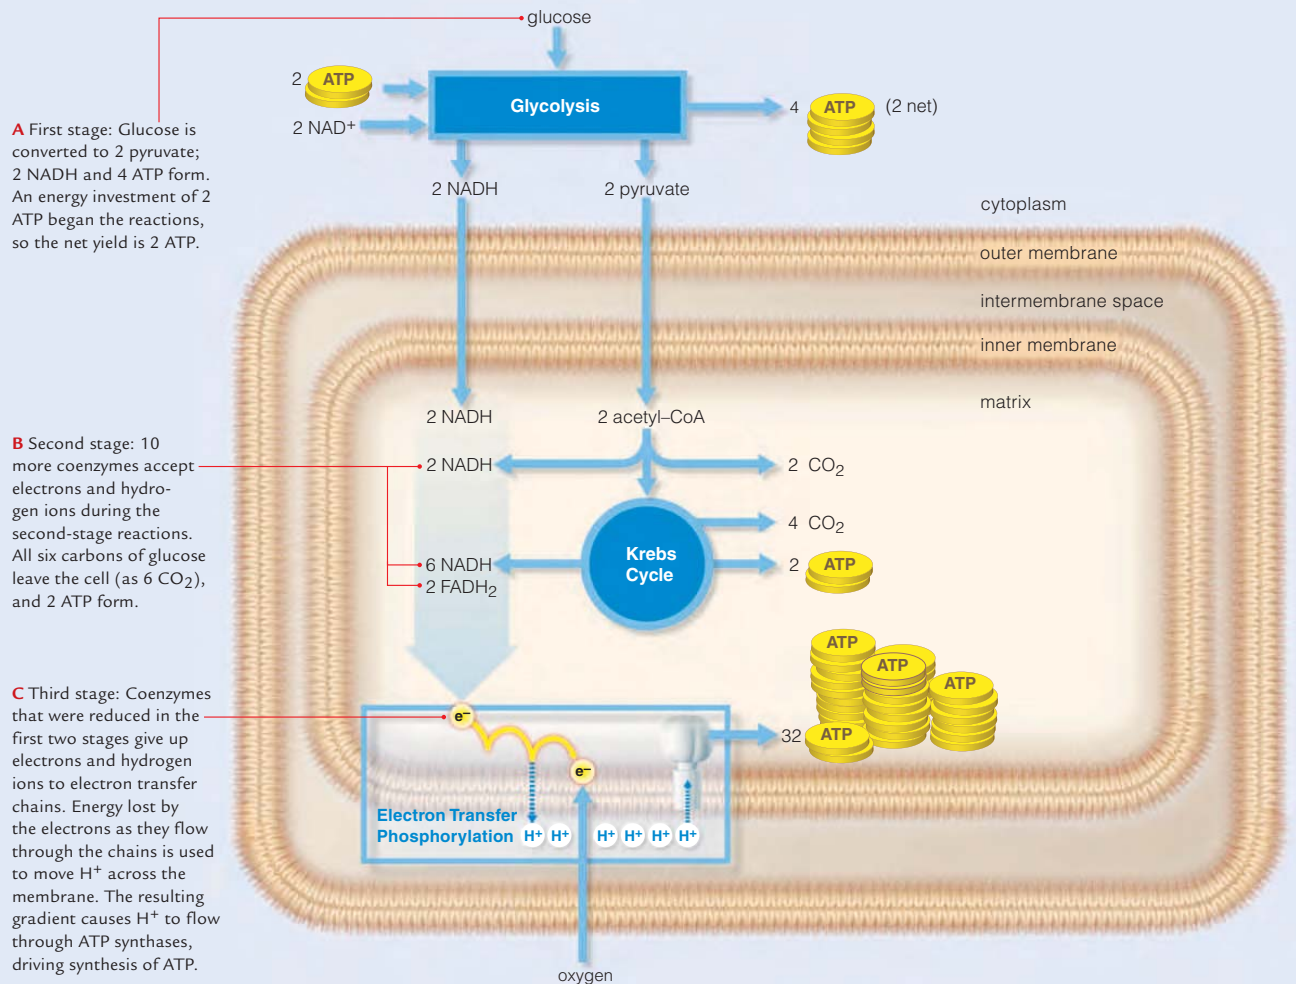 glucose
2 ATP
Glycolysis
4 ATP (2 net)
2 NAD+
A First stage: Glucose is
converted to 2 pyruvate;
2 NADH and 4 ATP form.
An energy investment of 2
ATP began the reactions,
so the net yield is 2 ATP.
2 NADH
2 pyruvate
cytoplasm
outer membrane
intermembrane space
inner membrane
matrix
2 NADH
2 acetyl–CoA
B Second stage: 10
more coenzymes accept
electrons and hydro-
gen ions during the
second-stage reactions.
All six carbons of glucose
leave the cell (as 6 CO2),
and 2 ATP form.
2 NADH
2 CO2
4 CO2
Krebs
Cycle
6 NADH
2 FADH2
2 ATP
C Third stage: Coenzymes
that were reduced in the
first two stages give up
electrons and hydrogen
ions to electron transfer
chains. Energy lost by
the electrons as they flow
through the chains is used
to move H+ across the
membrane. The resulting
gradient causes H+ to flow
through ATP synthases,
driving synthesis of ATP.
e–
e–
ATP
ATP
ATP
32 ATP
Electron Transfer
Phosphorylation H+ H+ H+ H+ H+ H+
oxygen